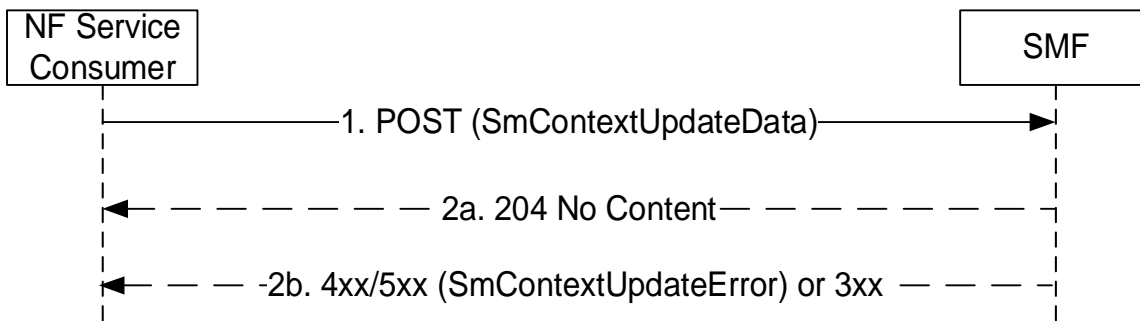 NF Service
Consumer
SMF
1. POST (SmContextUpdateData)
2a. 204 No Content
2b. 4xx/5xx (SmContextUpdateError) or 3xx